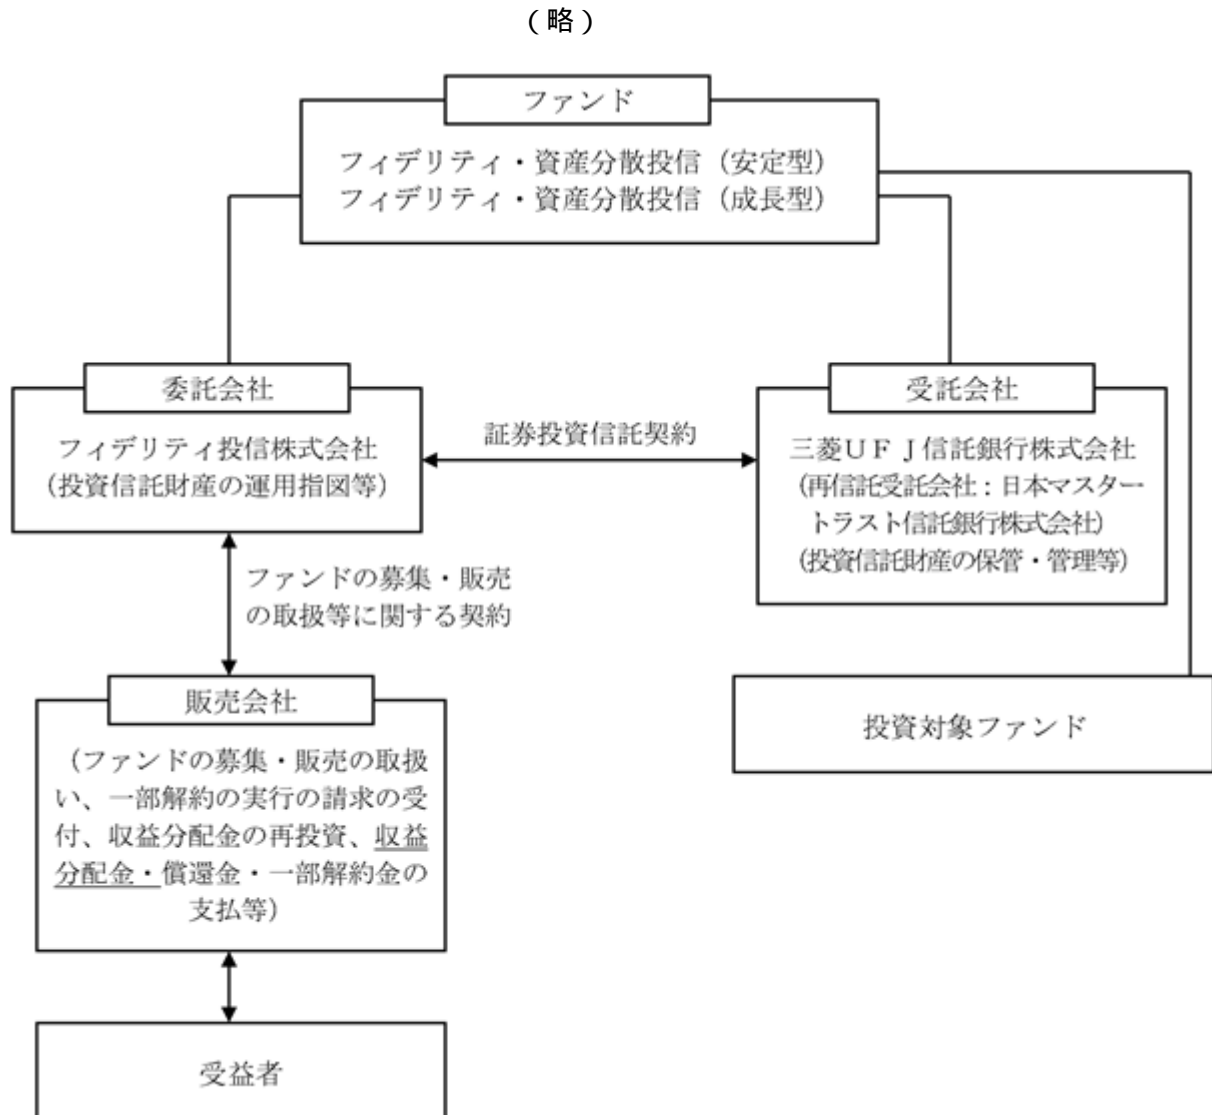 （略）
ファンド
フィデリティ・資産分散投信（安定型）
フィデリティ・資産分散投信（成長型）
委託会社
フィデリティ投信株式会社
（投資信託財産の運用指図等）
証券投資信託契約
受託会社
三菱ＵＦＪ信託銀行株式会社
（再信託受託会社：日本マスター
トラスト信託銀行株式会社）
（投資信託財産の保管・管理等）
ファンドの募集・販売
の取扱等に関する契約
販売会社
（ファンドの募集・販売の取扱
い、一部解約の実行の請求の受
付、収益分配金の再投資、収益
分配金・償還金・一部解約金の
支払等）
投資対象ファンド
受益者